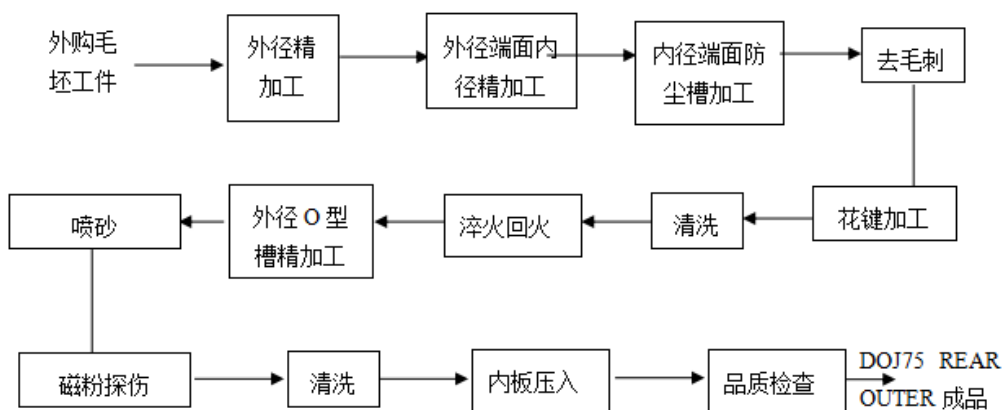 外购毛
坯工件
外径精
加工
外径端面内
径精加工
内径端面防
尘槽加工
去毛刺
喷砂
外径 O 型
槽精加工
淬火回火
清洗
花键加工
磁粉探伤
清洗
内板压入
品质检查
DOJ75 REAR
OUTER 成品